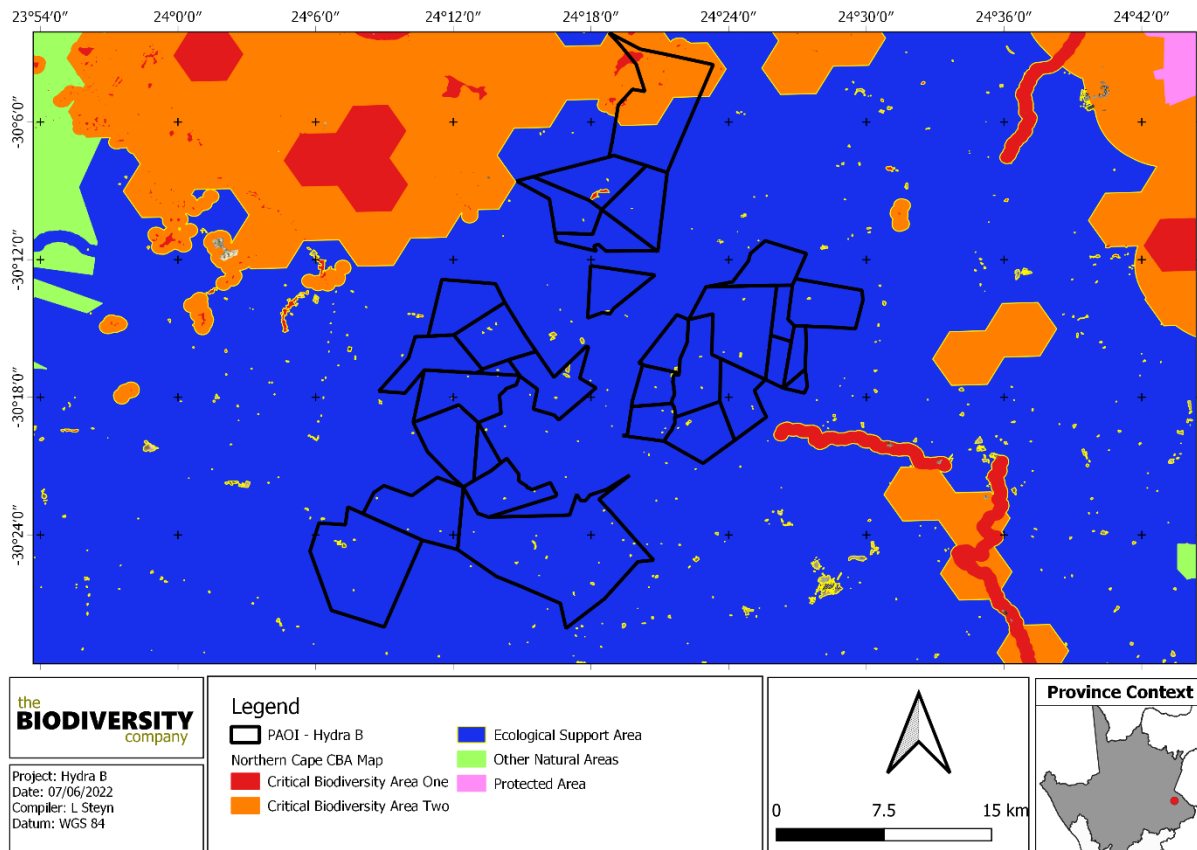 23°54′0″ 24°0′0″ 24°6′0″ 24°12′0″ 24°18′0″ 24°24′0″ 24°30′0″ 24°36′0″ 24°42′0″
-30°6′0″
-30°12′0″
-30°18′0″
-30°24′0″
the
BIODIVERSITY
company
Project: Hydra B
Date: 07/06/2022
Compiler: L Steyn
Datum: WGS 84
Legend
PAOI - Hydra B
Northern Cape CBA Map
Critical Biodiversity Area One
Critical Biodiversity Area Two
Ecological Support Area
Other Natural Areas
Protected Area
0 7.5 15 km
Province Context